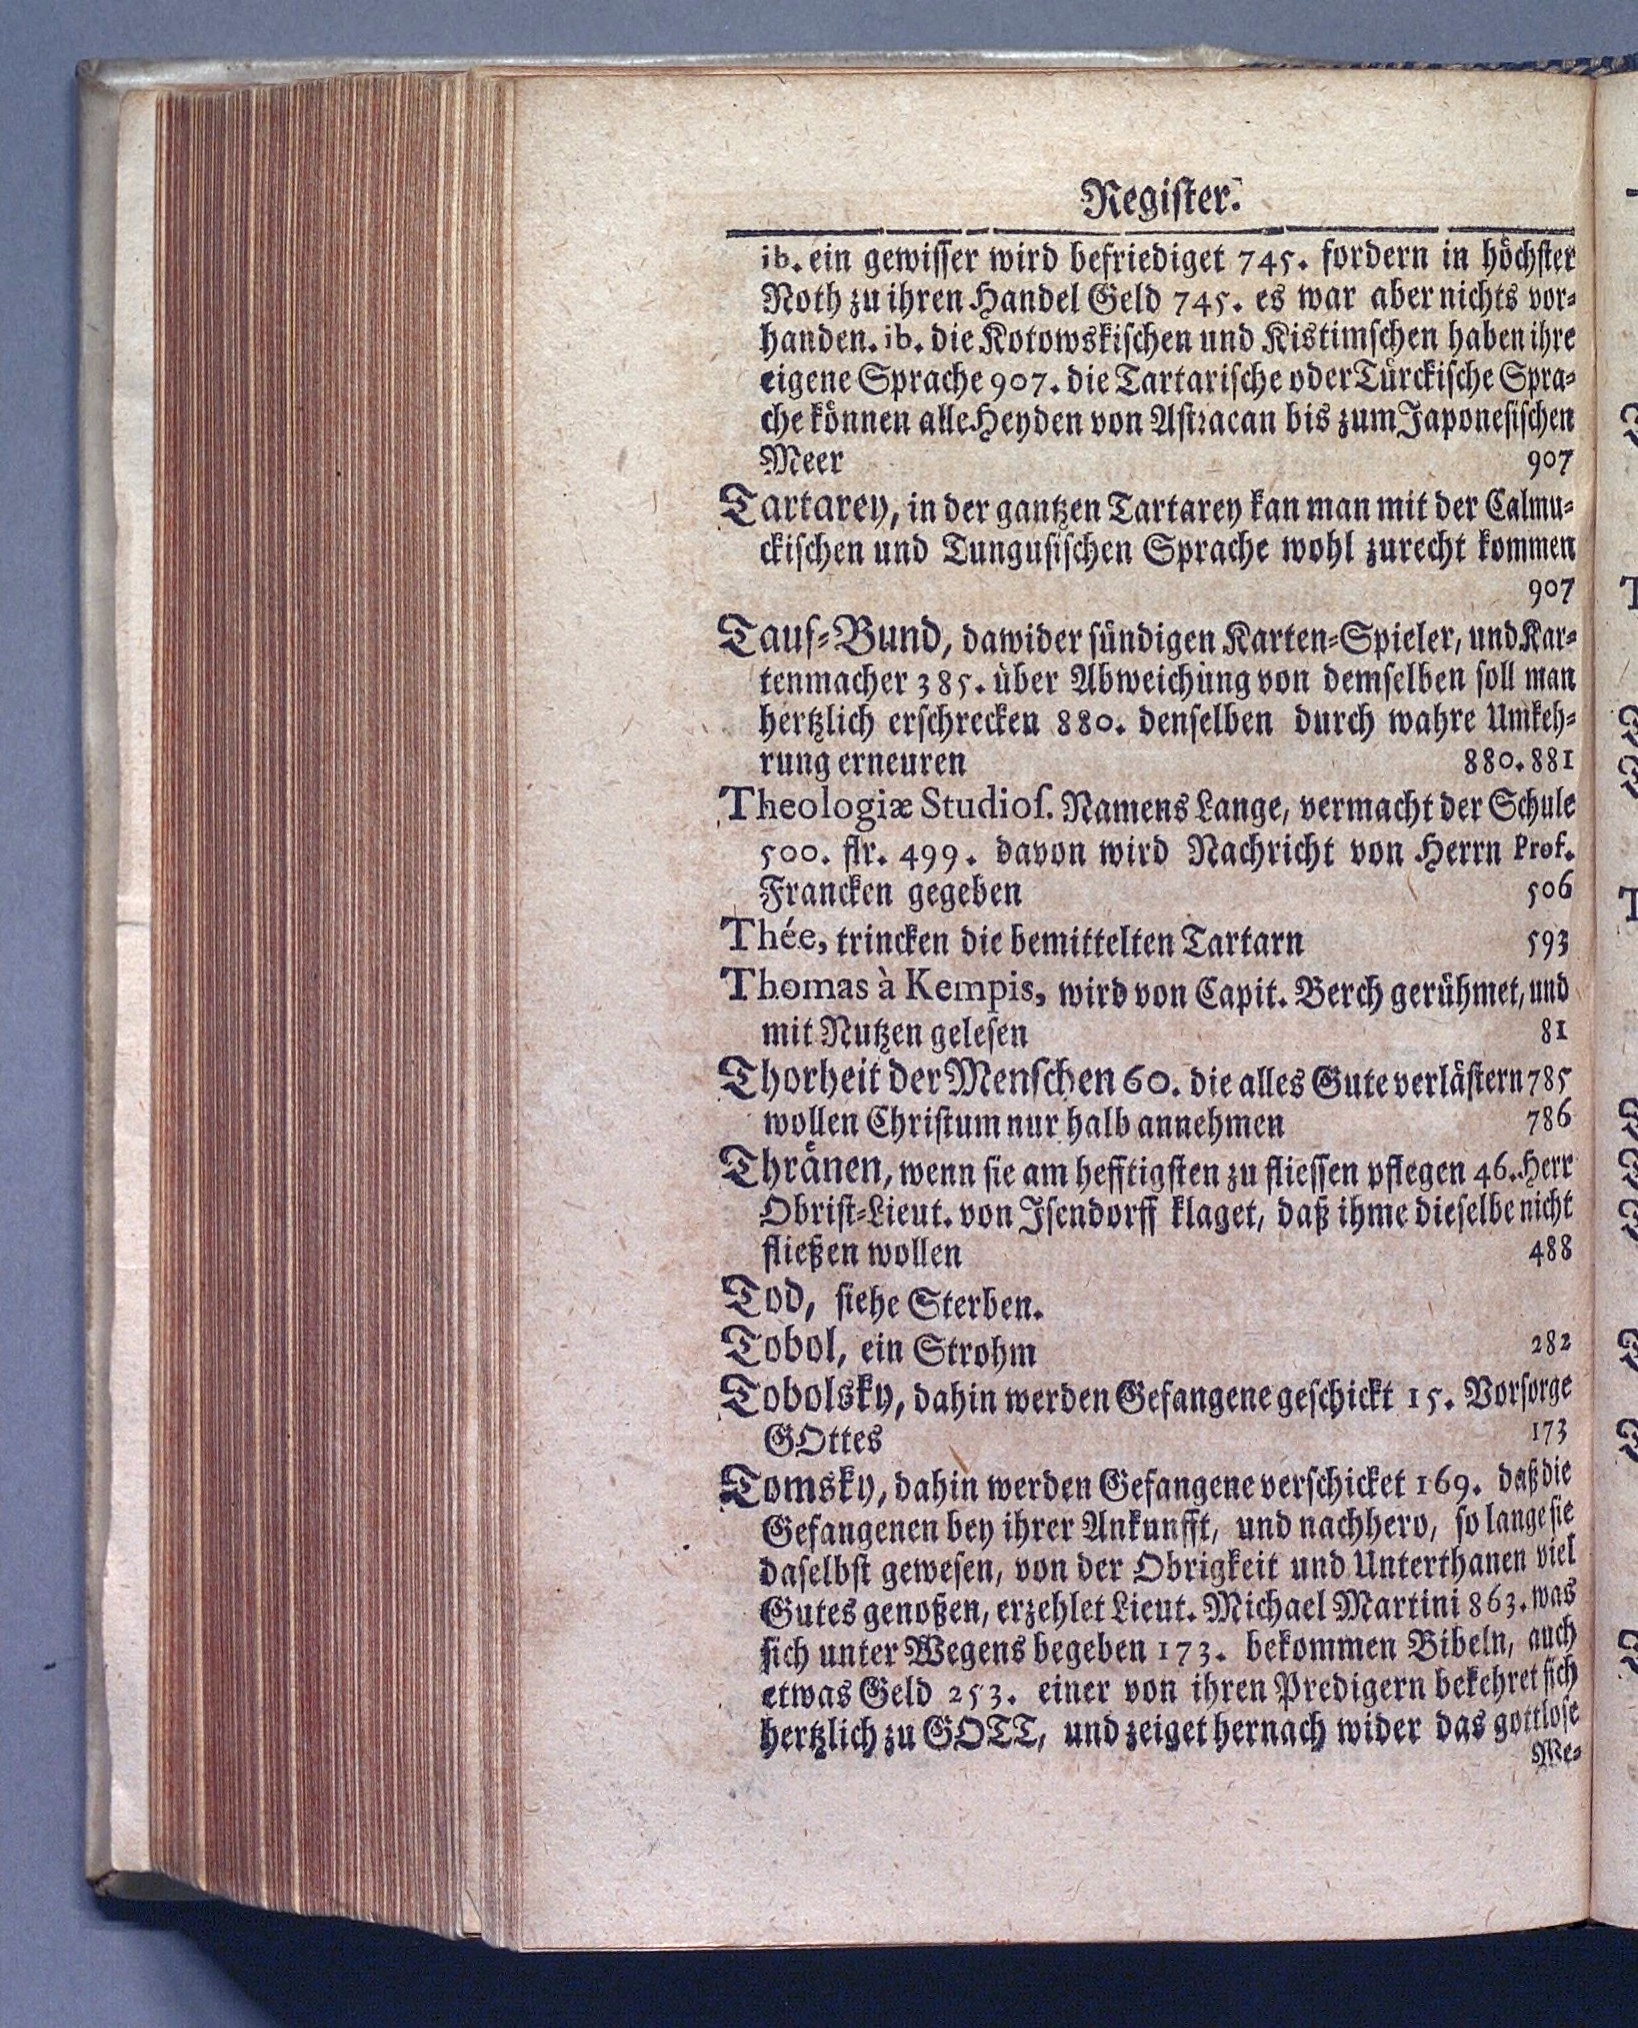 Register.
ib. ein gewisser wird befriediget 745. fordern in höchster
Noth zu ihren Handel Geld 745. es war aber nichts vor-
handen. ib. die Kotowskischen und Kistimschen haben ihre
eigene Sprache 907. die Tartarische oder Türckische Spra-
che können alle Heyden von Astracan bis zum Japonesischen
Meer 907
Tartarey, in der gantzen Tartarey kan man mit der Calmu-
ckischen und Tungusischen Sprache wohl zurecht kommen
907
Tauf-Bund, dawider sündigen Karten-Spieler, und Kar-
tenmacher 385. über Abweichung von demselben soll man
hertzlich erschrecken 880. denselben durch wahre Umkeh-
rung erneuren 880. 881
Theologiæ Studios. Namens Lange, vermacht der Schule
500. flr. 499. davon wird Nachricht von Herrn Prof.
Francken gegeben 506
Thée, trincken die bemittelten Tartarn 593
Thomas à Kempis, wird von Capit. Berch gerühmet, und
mit Nutzen gelesen 81
Thorheit der Menschen 60. die alles Gute verlästern 785
wollen Christum nur halb annehmen 786
Thränen, wenn sie am hefftigsten zu fliessen pflegen 46. Herr
Obrist-Lieut. von Isendorff klaget, daß ihme dieselbe nicht
fließen wollen 488
Tod, siehe Sterben.
Tobol, ein Strohm 282
Tobolsky, dahin werden Gefangene geschickt 15. Vorsorge
GOttes 173
Tomsky, dahin werden Gefangene verschicket 169. daß die
Gefangenen bey ihrer Ankunfft, und nachhero, so lange sie
daselbst gewesen, von der Obrigkeit und Unterthanen viel
Gutes genoßen, erzehlet Lieut. Michael Martini 863. was
sich unter Wegens begeben 173. bekommen Bibeln, auch
etwas Geld 253. einer von ihren Predigern bekehret sich
hertzlich zu GOTT, und zeiget hernach wider das gottlose
We-